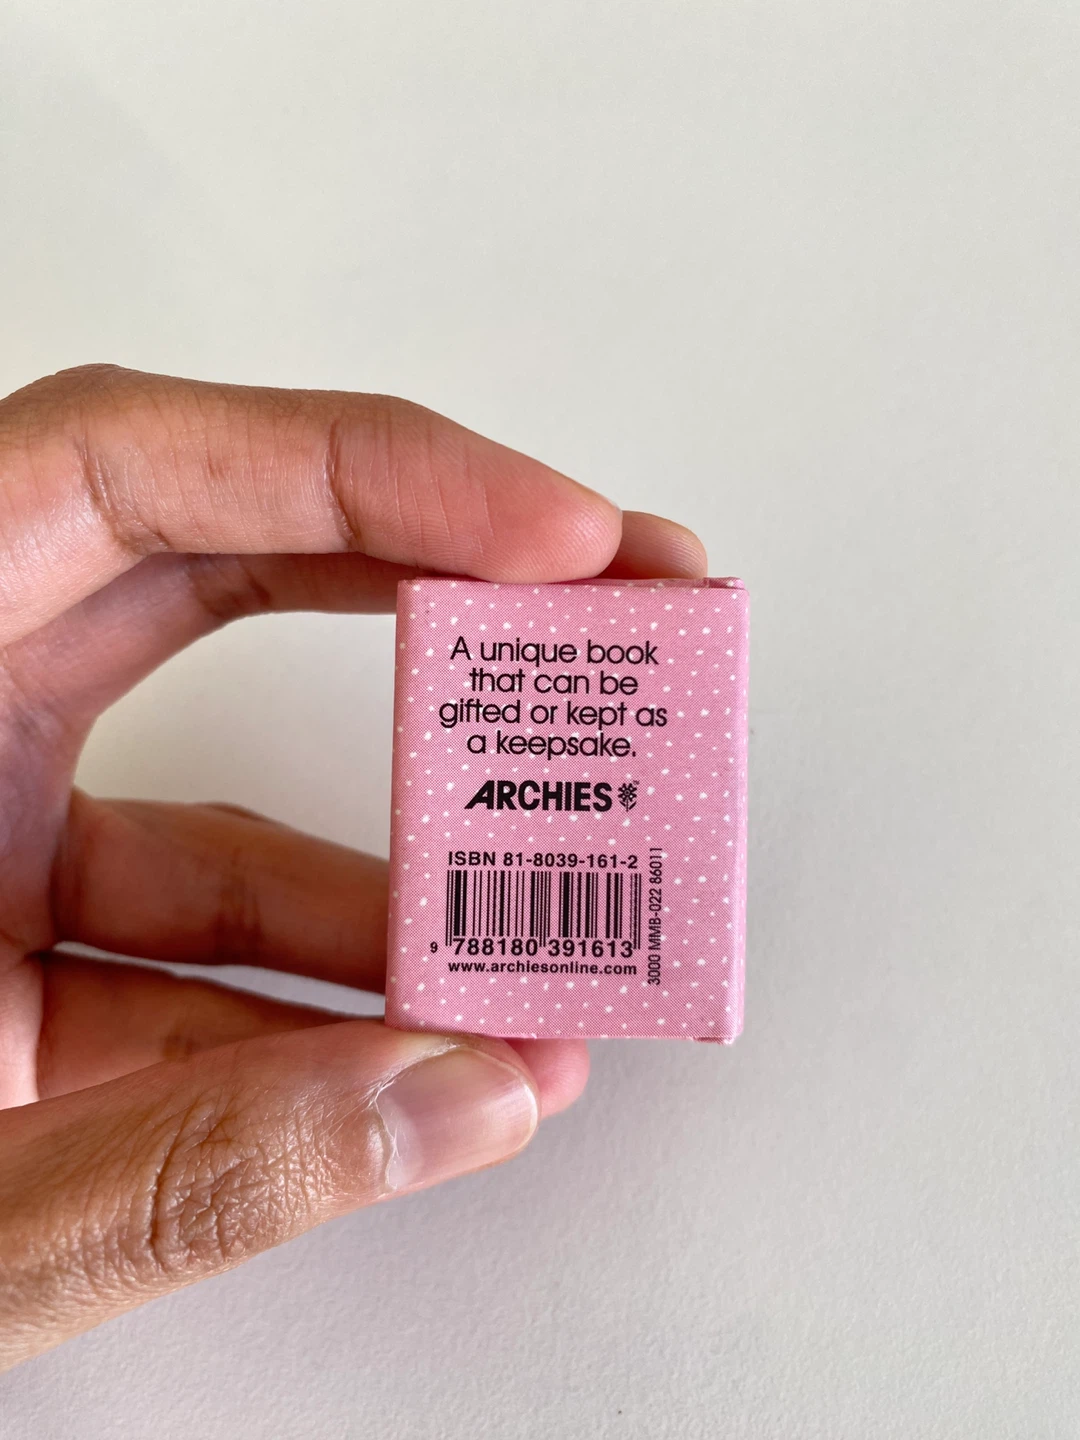 A unique book
that can be
gifted or kept as
a keepsake.
ARCHIES
ISBN 81-8039-161-2
9 788180 391613
www.archiesonline.com
3000 MMB-022 86011